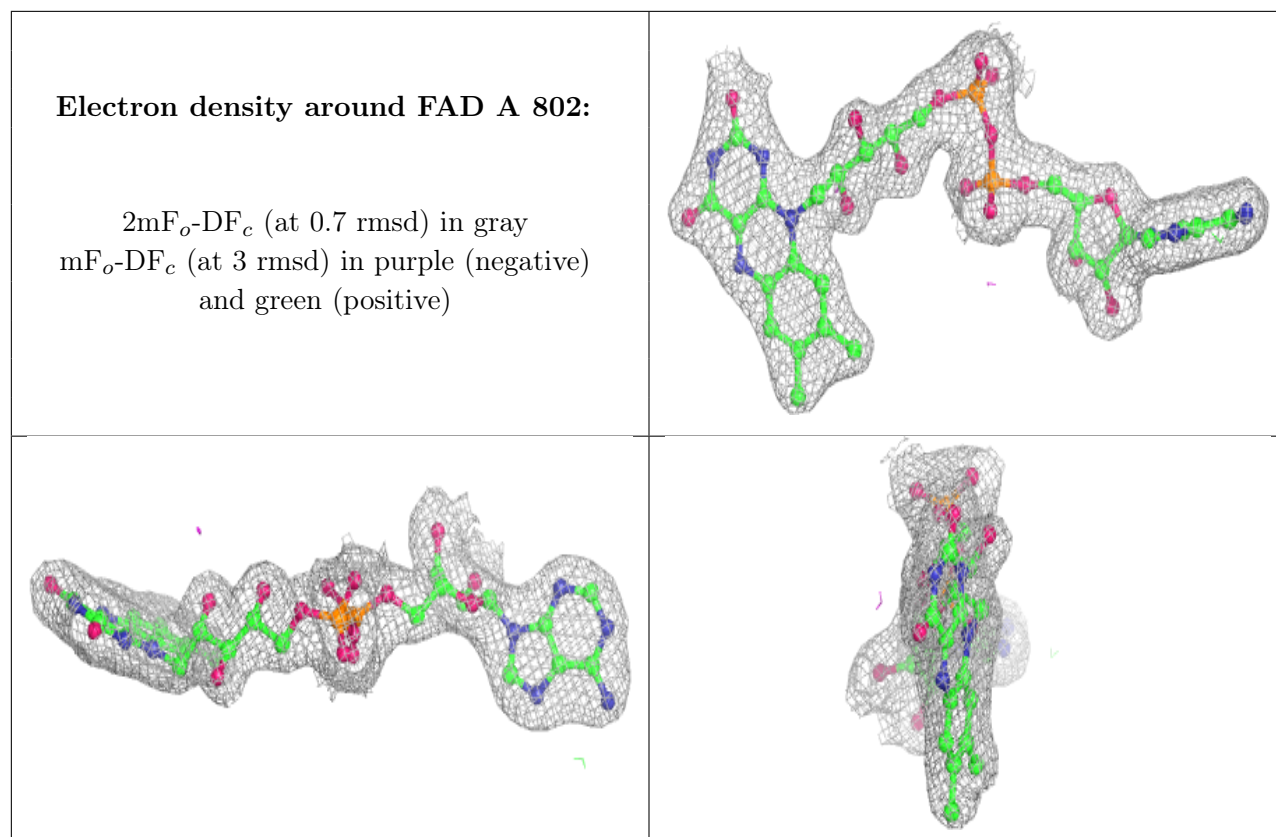 Electron density around FAD A 802:
2mFo-DFc (at 0.7 rmsd) in gray
mFo-DFc (at 3 rmsd) in purple (negative)
and green (positive)